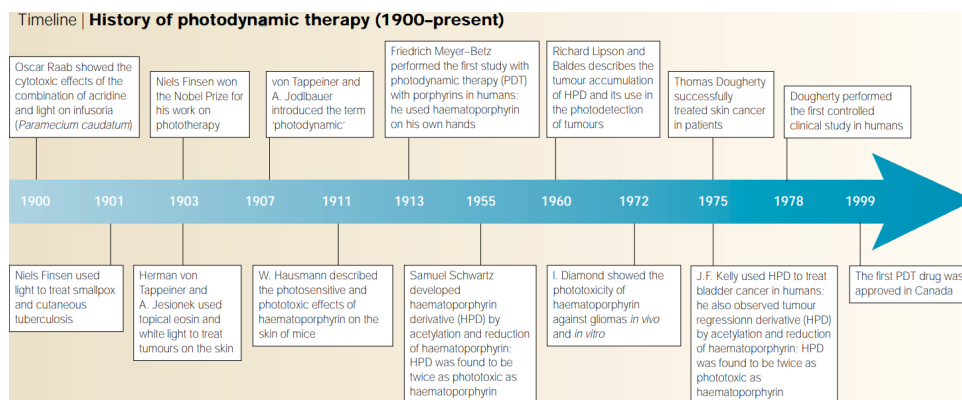 Timeline | History of photodynamic therapy (1900–present)
Oscar Raab showed the
cytotoxic effects of the
combination of acridine
and light on infusoria
(Paramecium caudatum)
Niels Finsen won
the Nobel Prize for
his work on
phototherapy
von Tappeiner and
A. Jodlbauer
introduced the term
'photodynamic'
Friedrich Meyer–Betz
performed the first study with
photodynamic therapy (PDT)
with porphyrins in humans:
he used haematoporphyrin
on his own hands
Richard Lipson and
Baldes describes the
tumour accumulation
of HPD and its use in
the photodetection
of tumours
Thomas Dougherty
successfully
treated skin cancer
in patients
Dougherty performed
the first controlled
clinical study in humans
1900 1901 1903 1907 1911 1913 1955 1960 1972 1975 1978 1999
Niels Finsen used
light to treat smallpox
and cutaneous
tuberculosis
Herman von
Tappeiner and
A. Jesionek used
topical eosin and
white light to treat
tumours on the skin
W. Hausmann described
the photosensitive and
phototoxic effects of
haematoporphyrin on the
skin of mice
Samuel Schwartz
developed
haematoporphyrin
derivative (HPD) by
acetylation and reduction
of haematoporphyrin:
HPD was found to be
twice as phototoxic as
haematoporphyrin
I. Diamond showed the
phototoxicity of
haematoporphyrin
against gliomas in vivo
and in vitro
J.F. Kelly used HPD to treat
bladder cancer in humans:
he also observed tumour
regressionn derivative (HPD)
by acetylation and reduction
of haematoporphyrin: HPD
was found to be twice as
phototoxic as
haematoporphyrin
The first PDT drug was
approved in Canada